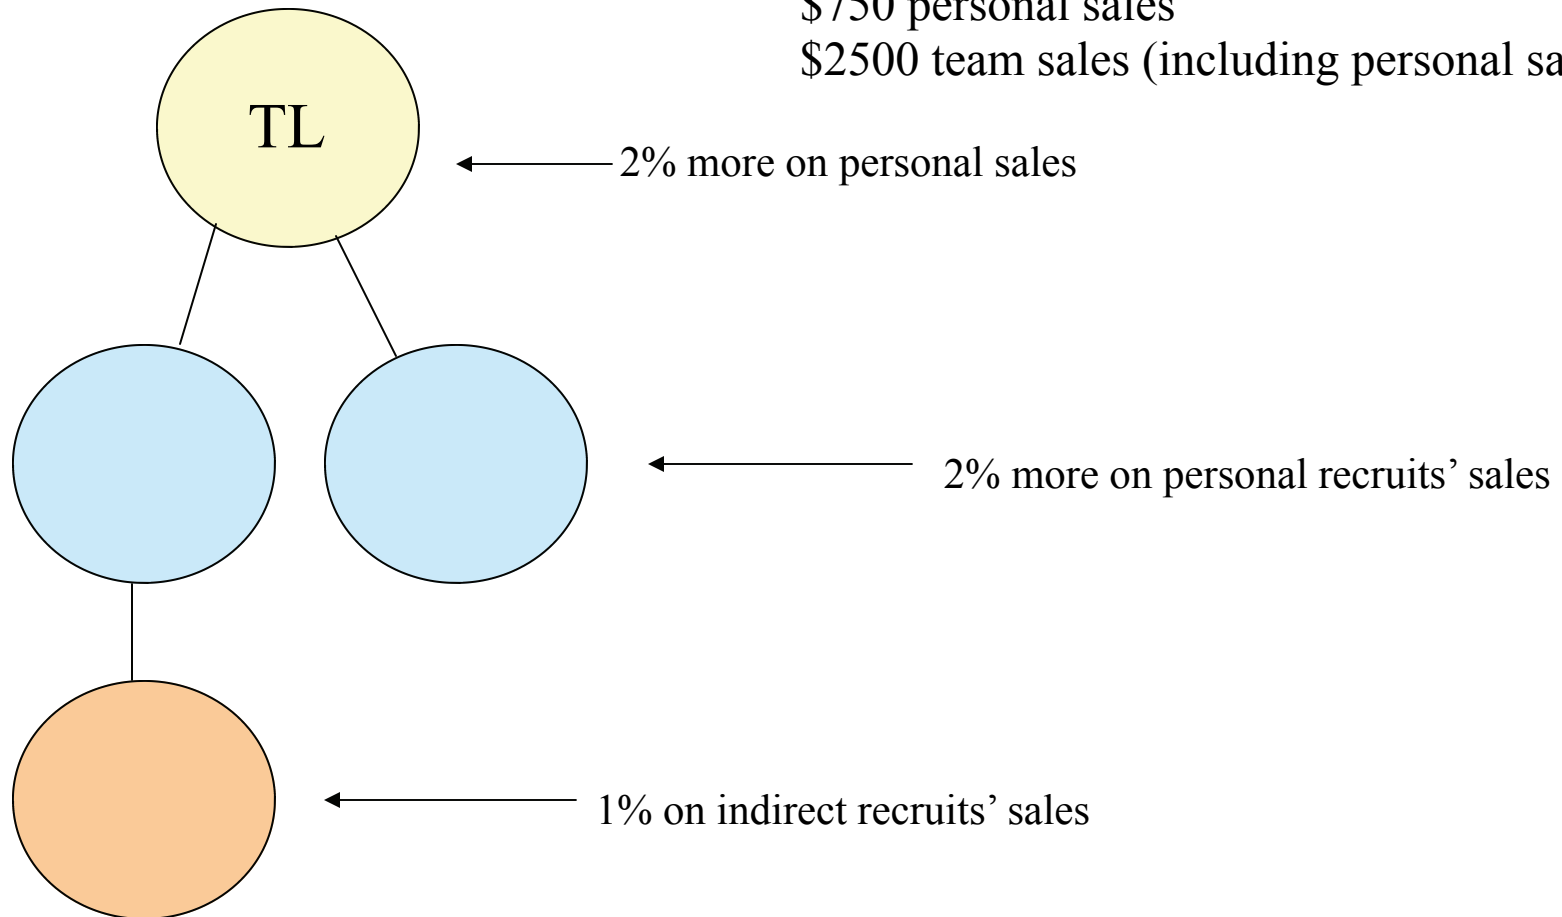 $750 personal sales
$2500 team sales (including personal
TL
2% more on personal sales
2% more on personal recruits’ sales
1% on indirect recruits’ sales